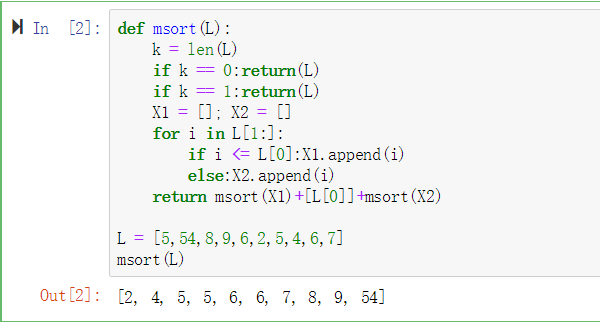 In [2]: def msort(L):
    k = len(L)
    if k == 0:return(L)
    if k == 1:return(L)
    X1 = []; X2 = []
    for i in L[1:]:
        if i <= L[0]:X1.append(i)
        else:X2.append(i)
    return msort(X1)+[L[0]]+msort(X2)

L = [5,54,8,9,6,2,5,4,6,7]
msort(L)
Out[2]: [2, 4, 5, 5, 6, 6, 7, 8, 9, 54]